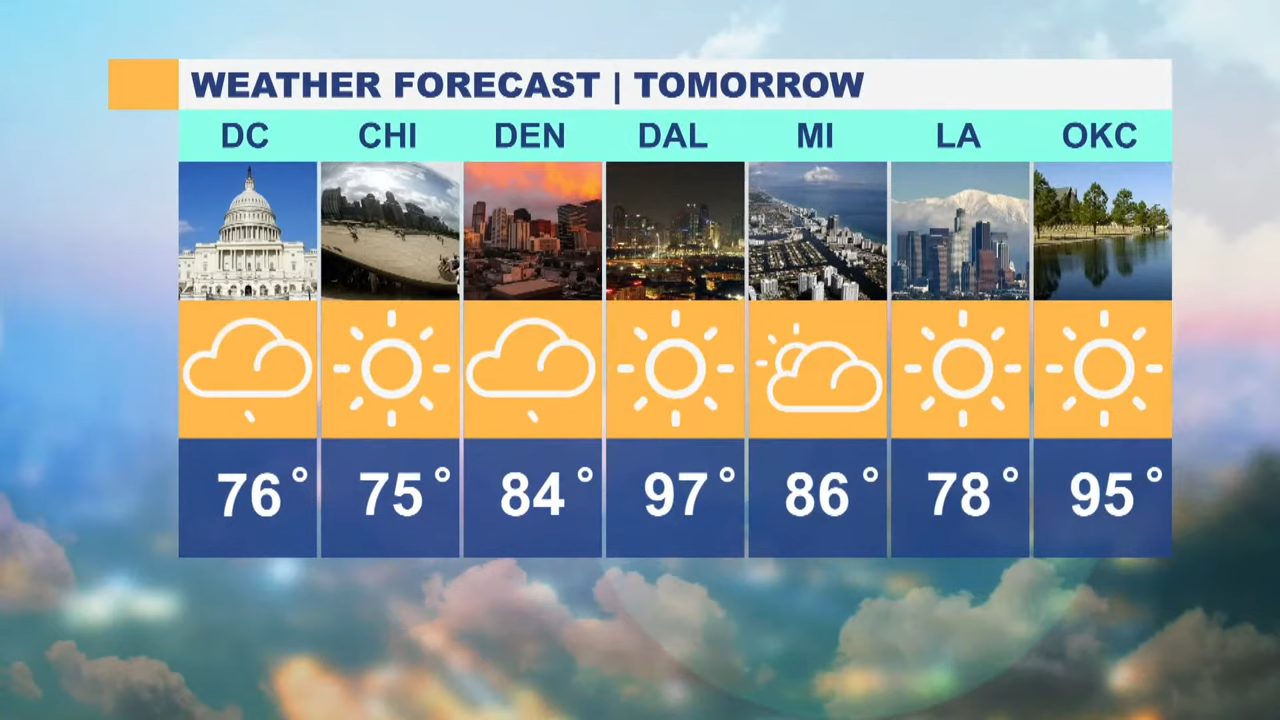 WEATHER FORECAST | TOMORROW
DC CHI DEN DAL MI LA OKC
76° 75° 84° 97° 86° 78° 95°